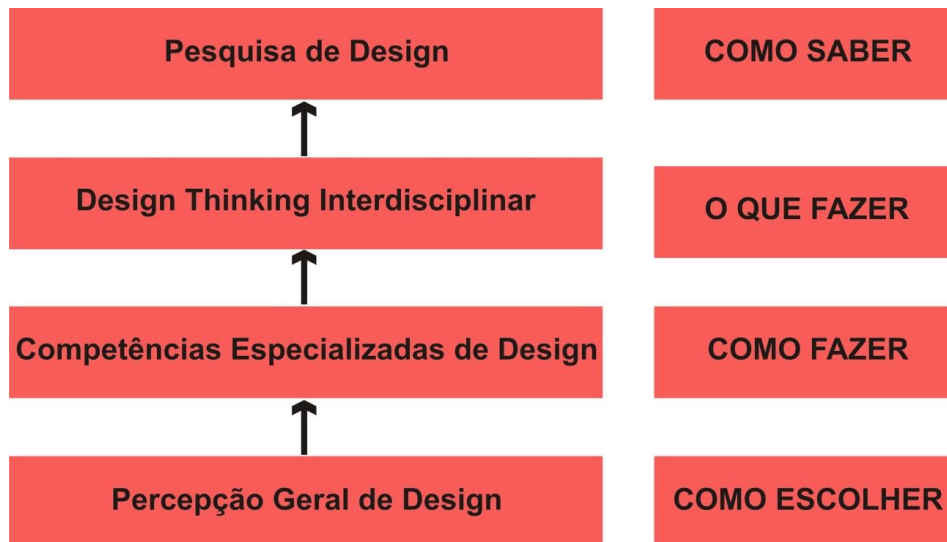 Pesquisa de Design
COMO SABER
Design Thinking Interdisciplinar
O QUE FAZER
Competências Especializadas de Design
COMO FAZER
Percepção Geral de Design
COMO ESCOLHER